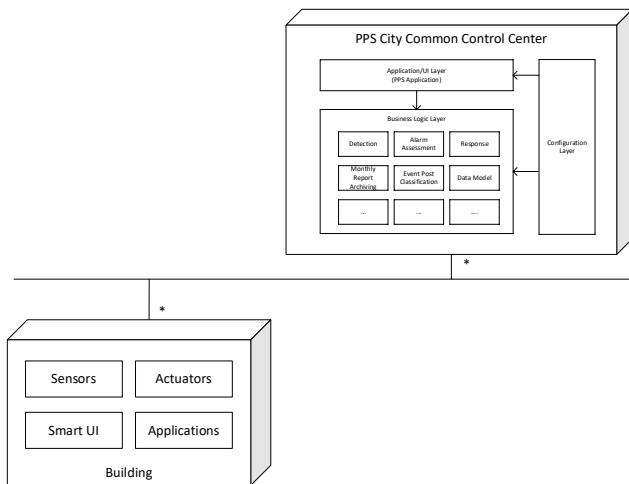 PPS City Common Control Center
Application/UI Layer
(PPS Application)
Business Logic Layer
Detection
Alarm
Assessment
Response
Monthly
Report
Archiving
Event Post
Classification
Data Model
...
...
....
Configuration
Layer
*
*
Sensors
Actuators
Smart UI
Applications
Building